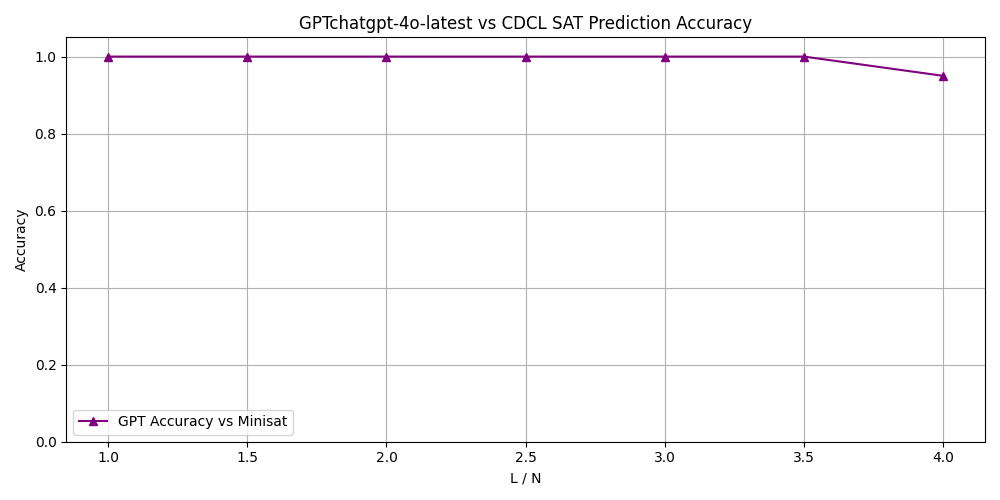 GPTchatgpt-4o-latest vs CDCL SAT Prediction Accuracy
1.0
0.8
0.6
0.4
0.2
0.0
Accuracy
GPT Accuracy vs Minisat
1.0 1.5 2.0 2.5 3.0 3.5 4.0
L / N